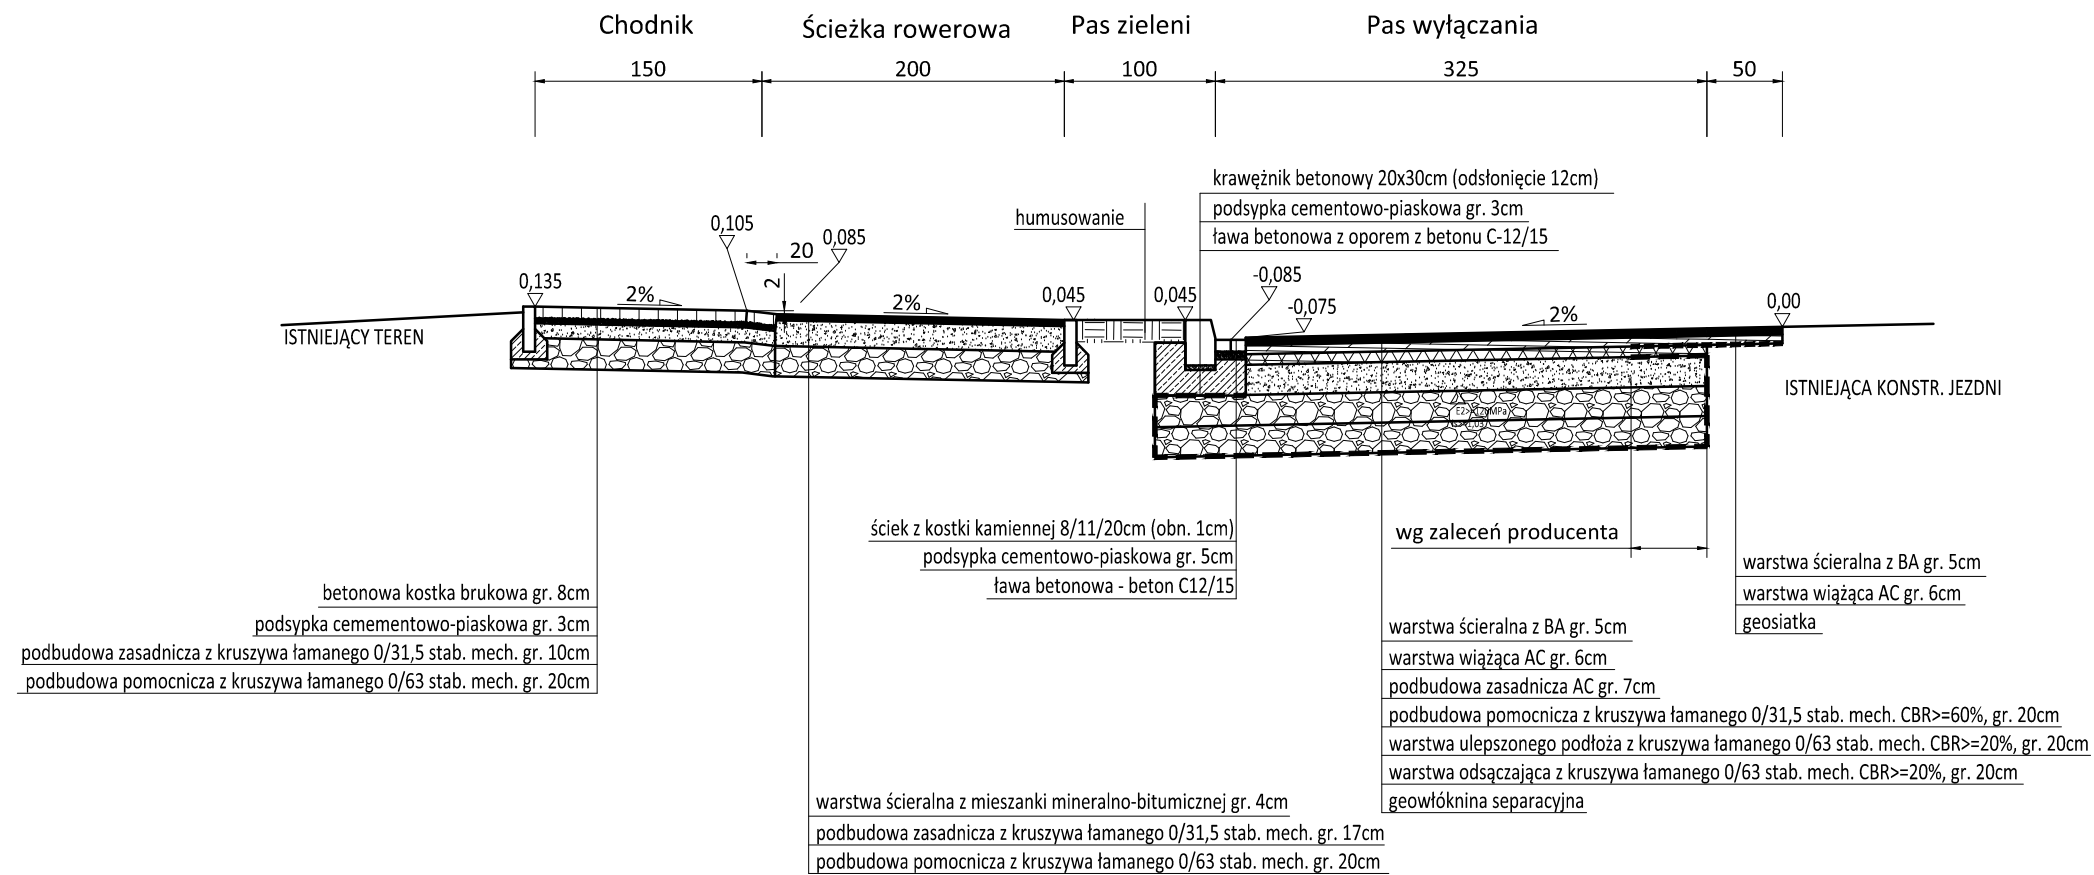 Chodnik
Ścieżka rowerowa
Pas zieleni
Pas wyłączania
150
200
100
325
50
krawężnik betonowy 20x30cm (odsłonięcie 12cm)
podsypka cementowo-piaskowa gr. 3cm
ława betonowa z oporem z betonu C-12/15
humusowanie
0,105
0,085
20
2
0,135
2%
2%
0,045
0,045
-0,085
-0,075
2%
0,00
ISTNIEJĄCY TEREN
ISTNIEJĄCA KONSTR. JEZDNI
E2>=120MPa
ściek z kostki kamiennej 8/11/20cm (obn. 1cm)
podsypka cementowo-piaskowa gr. 5cm
ława betonowa - beton C12/15
wg zaleceń producenta
warstwa ścieralna z BA gr. 5cm
warstwa wiążąca AC gr. 6cm
geosiatka
betonowa kostka brukowa gr. 8cm
podsypka cemementowo-piaskowa gr. 3cm
podbudowa zasadnicza z kruszywa łamanego 0/31,5 stab. mech. gr. 10cm
podbudowa pomocnicza z kruszywa łamanego 0/63 stab. mech. gr. 20cm
warstwa ścieralna z BA gr. 5cm
warstwa wiążąca AC gr. 6cm
podbudowa zasadnicza AC gr. 7cm
podbudowa pomocnicza z kruszywa łamanego 0/31,5 stab. mech. CBR>=60%, gr. 20cm
warstwa ulepszonego podłoża z kruszywa łamanego 0/63 stab. mech. CBR>=20%, gr. 20cm
warstwa odsączająca z kruszywa łamanego 0/63 stab. mech. CBR>=20%, gr. 20cm
geowłóknina separacyjna
warstwa ścieralna z mieszanki mineralno-bitumicznej gr. 4cm
podbudowa zasadnicza z kruszywa łamanego 0/31,5 stab. mech. gr. 17cm
podbudowa pomocnicza z kruszywa łamanego 0/63 stab. mech. gr. 20cm